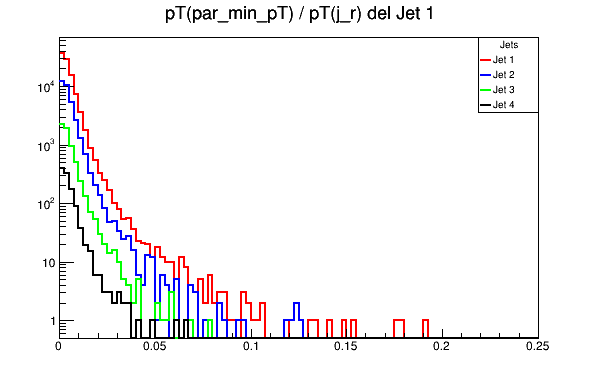 pT(par_min_pT) / pT(j_r) del Jet 1
Jets
Jet 1
Jet 2
Jet 3
Jet 4
10⁴
10³
10²
10
1
0 0.05 0.1 0.15 0.2 0.25